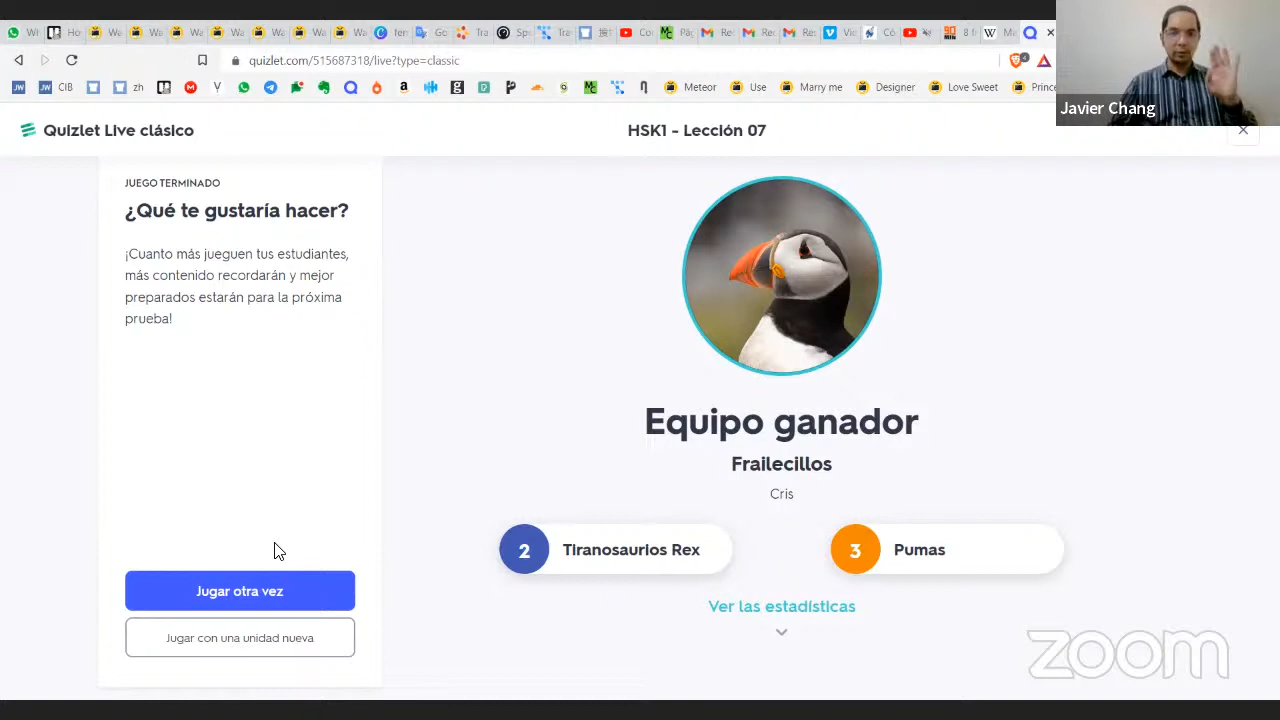 quizlet.com/515687318/live?type=classic
CIB
zh
Meteor
Use
Marry me
Designer
Love Sweet
Javier Chang
Quizlet Live clásico
HSK1 - Lección 07
JUEGO TERMINADO
¿Qué te gustaría hacer?
¡Cuanto más jueguen tus estudiantes,
más contenido recordarán y mejor
preparados estarán para la próxima
prueba!
Jugar otra vez
Jugar con una unidad nueva
Equipo ganador
Frailecillos
Cris
2 Tiranosaurios Rex
3 Pumas
Ver las estadísticas
zoom